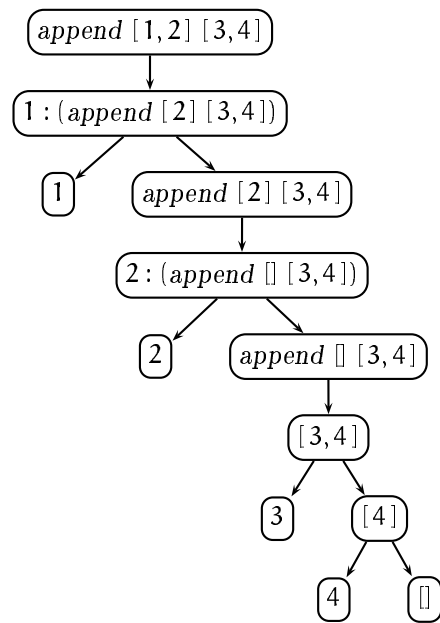 append [1,2] [3,4]
1 : (append [2] [3,4])
1
append [2] [3,4]
2 : (append [] [3,4])
2
append [] [3,4]
[3,4]
3
[4]
4
[]